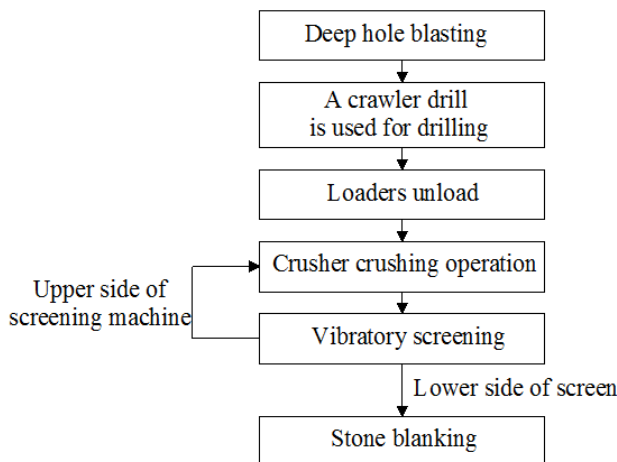 Deep hole blasting
A crawler drill
is used for drilling
Loaders unload
Crusher crushing operation
Upper side of
screening machine
Vibratory screening
Lower side of screen
Stone blanking